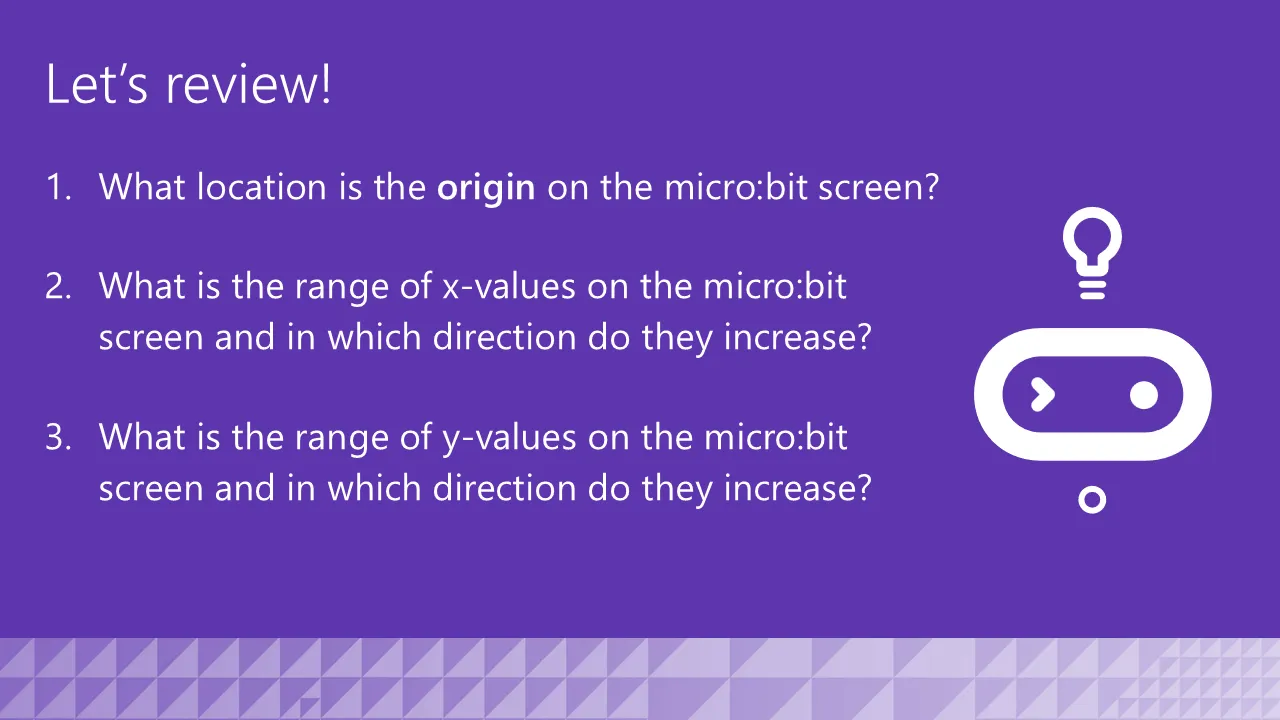 Let’s review!
1. What location is the origin on the micro:bit screen?
2. What is the range of x-values on the micro:bit
screen and in which direction do they increase?
3. What is the range of y-values on the micro:bit
screen and in which direction do they increase?